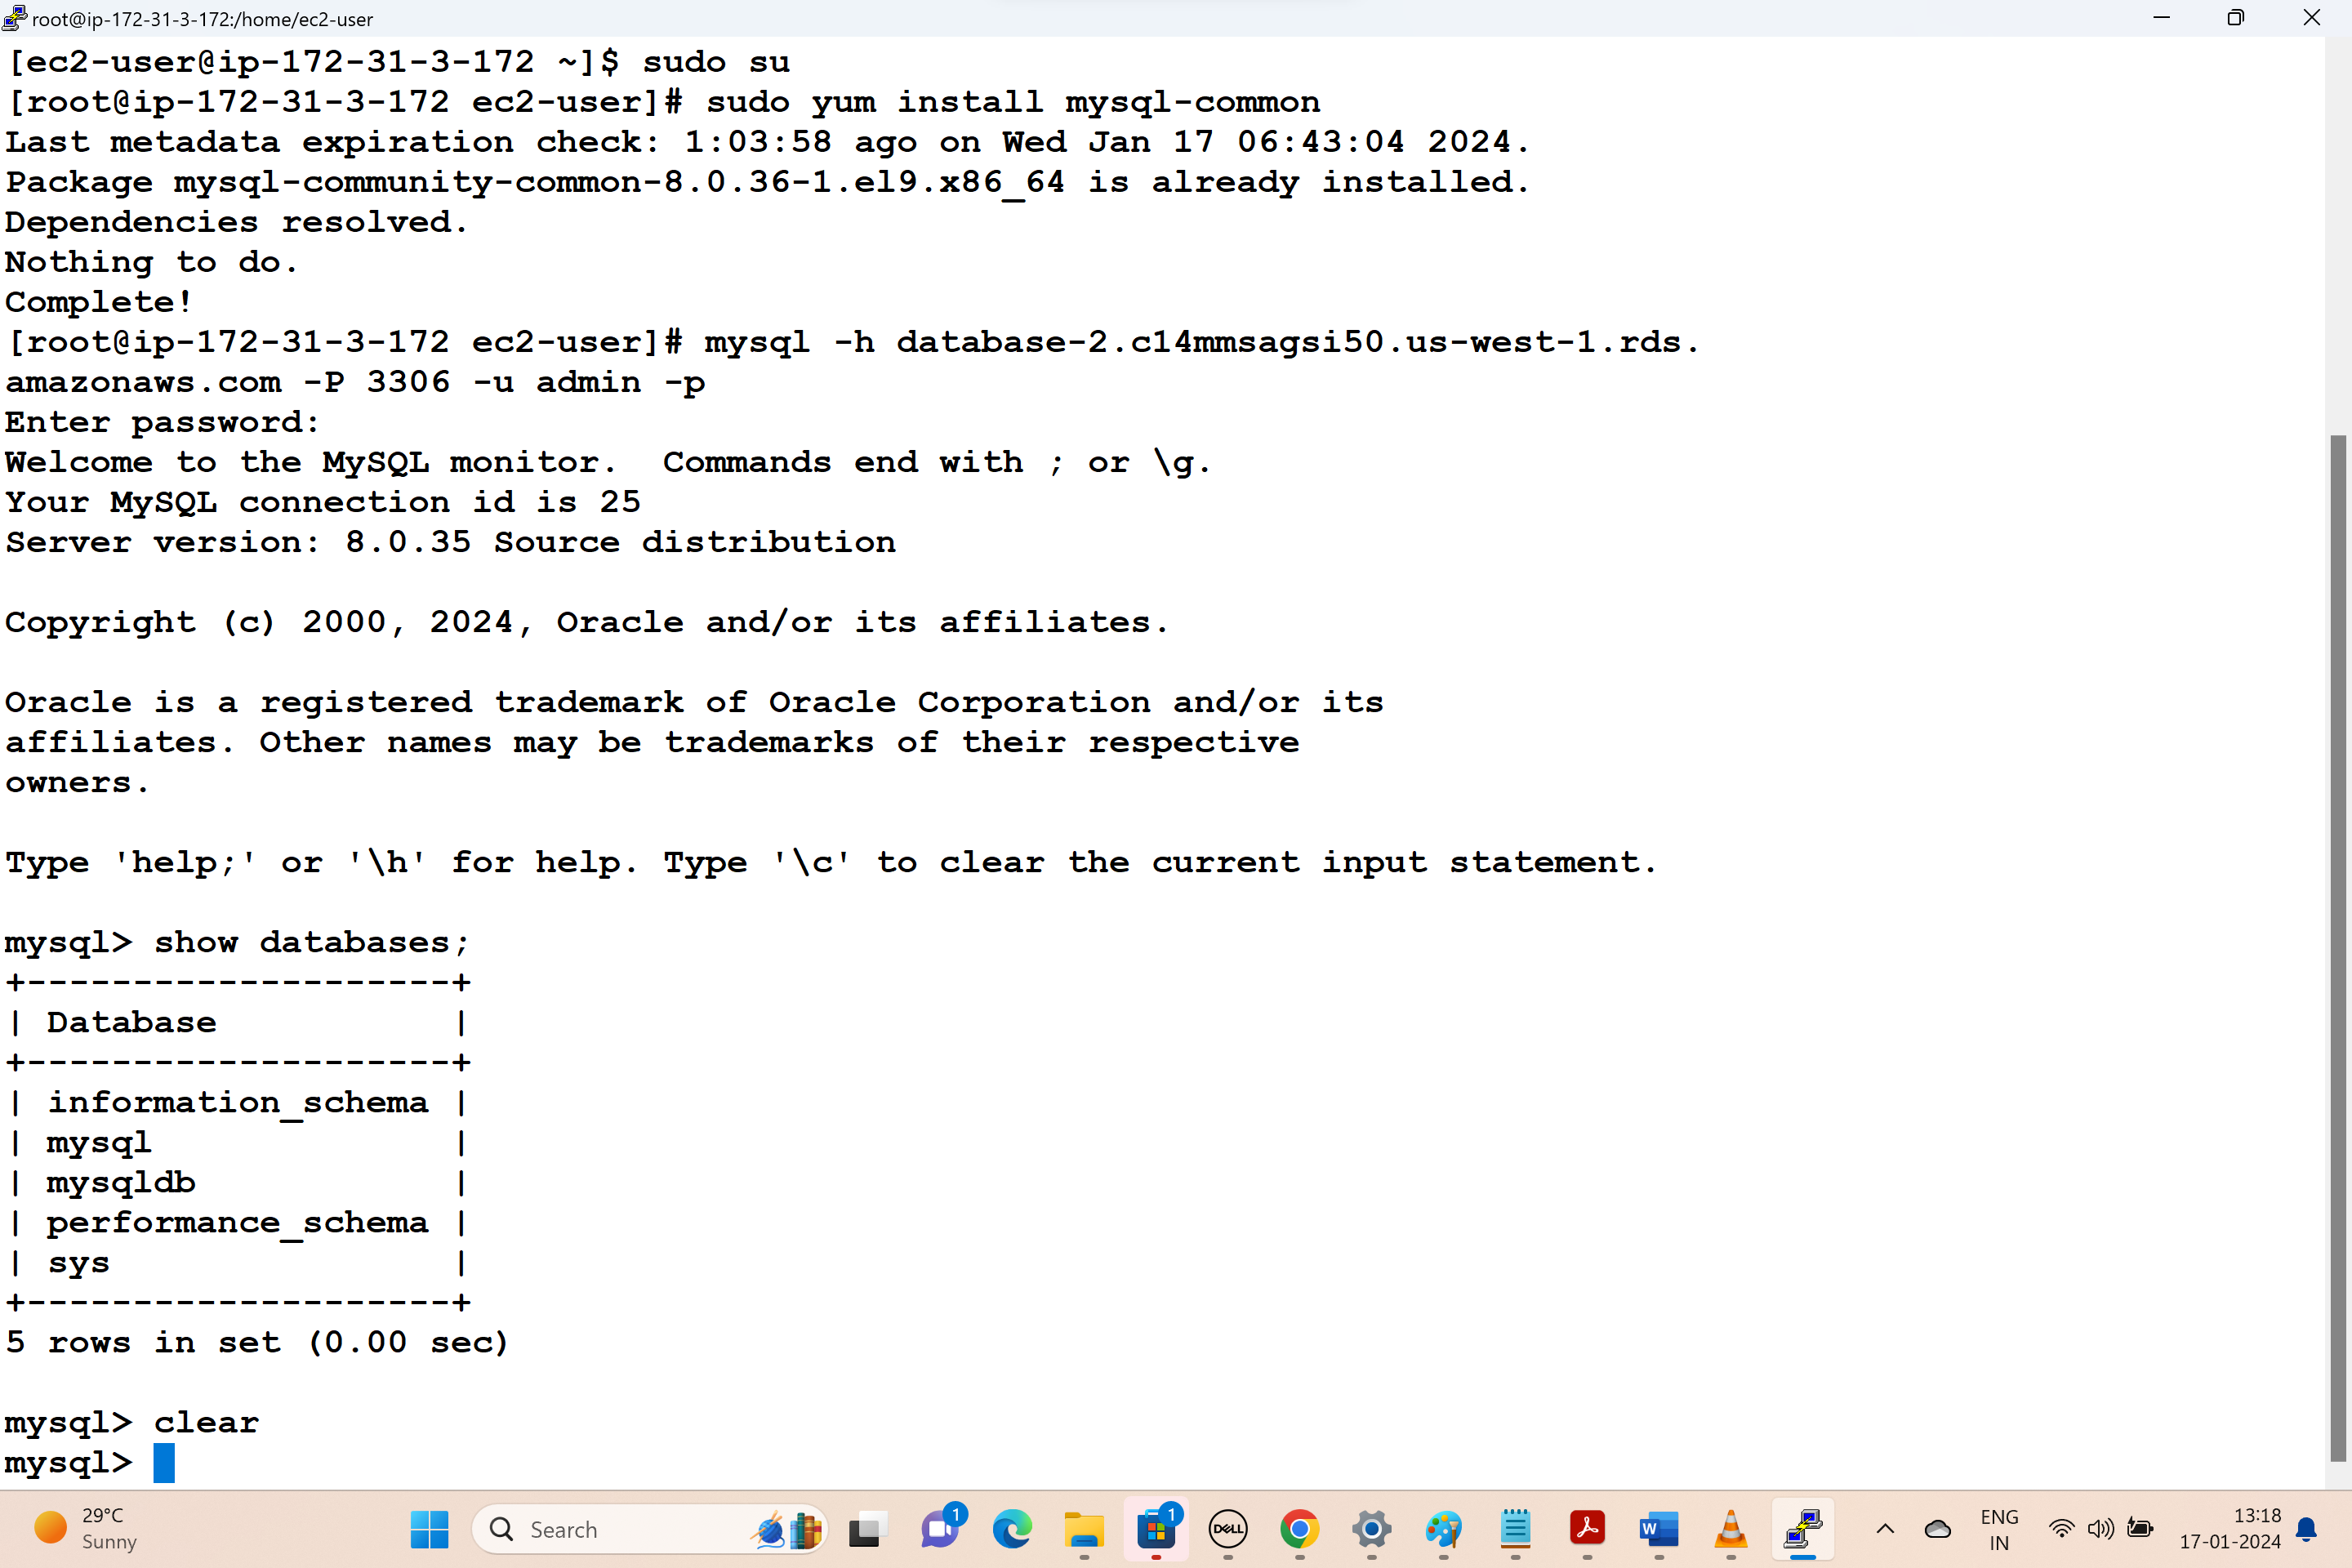 root@ip-172-31-3-172:/home/ec2-user
[ec2-user@ip-172-31-3-172 ~]$ sudo su
[root@ip-172-31-3-172 ec2-user]# sudo yum install mysql-common
Last metadata expiration check: 1:03:58 ago on Wed Jan 17 06:43:04 2024.
Package mysql-community-common-8.0.36-1.el9.x86_64 is already installed.
Dependencies resolved.
Nothing to do.
Complete!
[root@ip-172-31-3-172 ec2-user]# mysql -h database-2.c14mmsagsi50.us-west-1.rds.
amazonaws.com -P 3306 -u admin -p
Enter password:
Welcome to the MySQL monitor.  Commands end with ; or \g.
Your MySQL connection id is 25
Server version: 8.0.35 Source distribution
Copyright (c) 2000, 2024, Oracle and/or its affiliates.
Oracle is a registered trademark of Oracle Corporation and/or its
affiliates. Other names may be trademarks of their respective
owners.
Type 'help;' or '\h' for help. Type '\c' to clear the current input statement.
mysql> show databases;
+--------------------+
| Database           |
+--------------------+
| information_schema |
| mysql              |
| mysqldb            |
| performance_schema |
| sys                |
+--------------------+
5 rows in set (0.00 sec)
mysql> clear
mysql>
29°C
Sunny
Search
1
1
DELL
W
ENG
IN
13:18
17-01-2024